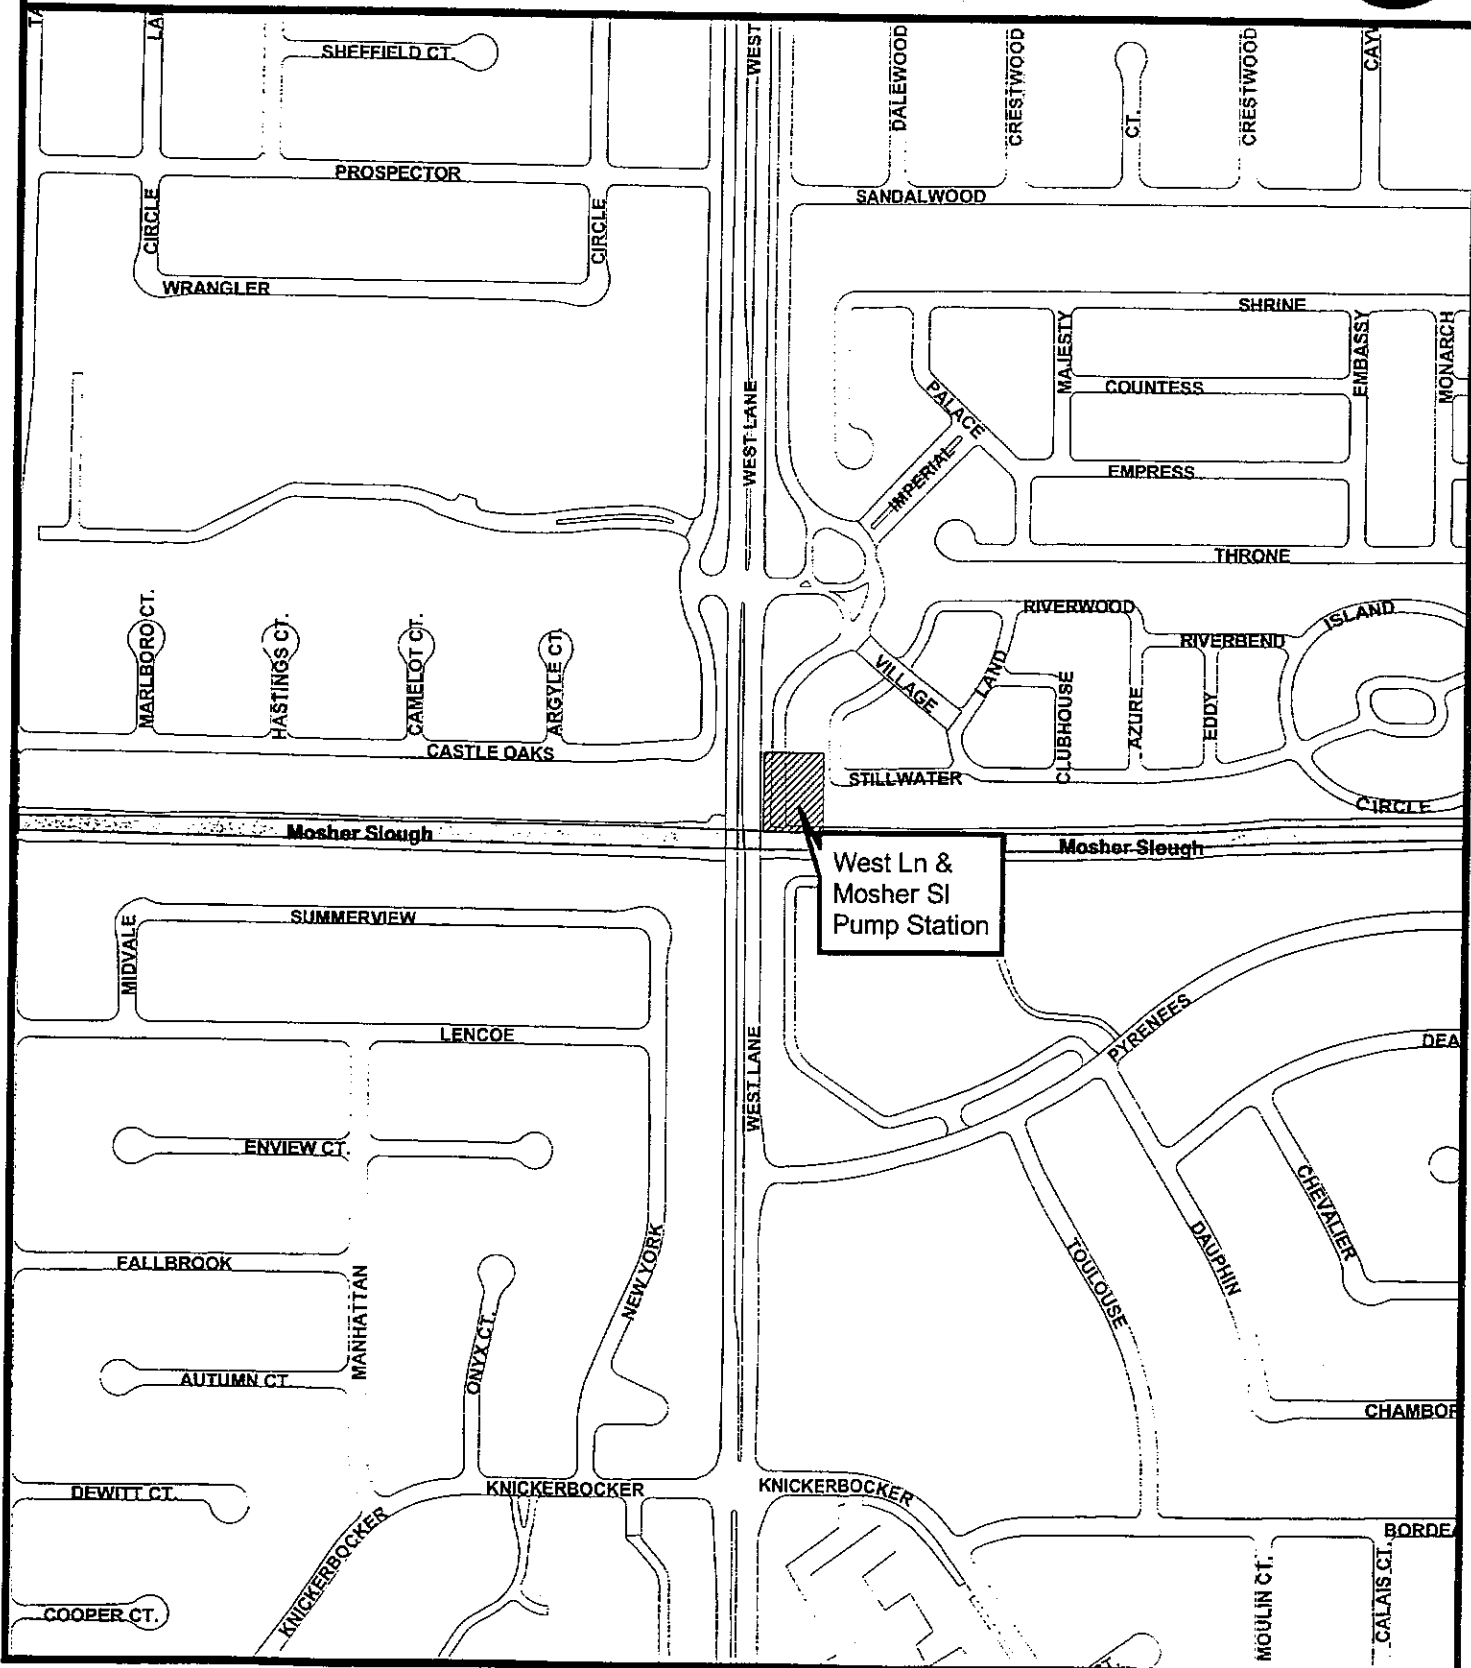 SHEFFIELD CT.
WEST
DALEWOOD
CRESTWOOD
CT.
CRESTWOOD
PROSPECTOR
SANDALWOOD
CIRCLE
CIRCLE
WRANGLER
SHRINE
MAJESTY
EMBASSY
MONARCH
COUNTESS
PALACE
WEST LANE
IMPERIAL
EMPRESS
THRONE
MARLBORO CT.
HASTINGS CT.
CAMELOT CT.
ARGYLE CT.
RIVERWOOD
ISLAND
RIVERBEND
VILLAGE
LAND
CLUBHOUSE
AZURE
EDDY
CASTLE OAKS
STILLWATER
CIRCLE
Mosher Slough
Mosher Slough
West Ln &
Mosher Sl
Pump Station
SUMMERVIEW
MIDVALE
LENCOE
WEST LANE
PYRENEES
DEA
ENVIEW CT.
CHEVALIER
DAUPHIN
TOULOUSE
FALLBROOK
MANHATTAN
NEW YORK
ONYX CT.
AUTUMN CT.
CHAMBOR
DEWITT CT.
KNICKERBOCKER
KNICKERBOCKER
KNICKERBOCKER
BORDEA
COOPER CT.
MOULIN CT.
CALAIS CT.